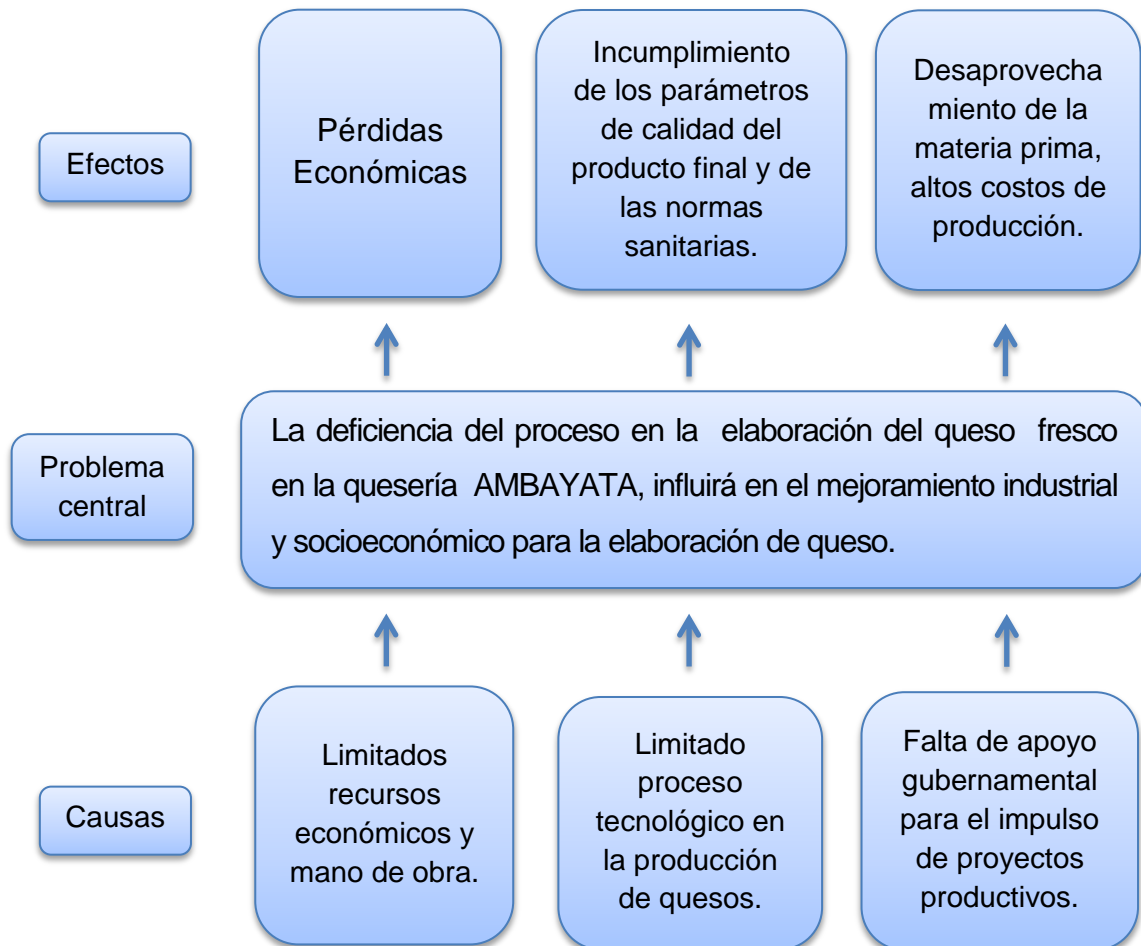 Efectos
Pérdidas
Económicas
Incumplimiento
de los parámetros
de calidad del
producto final y de
las normas
sanitarias.
Desaprovecha
miento de la
materia prima,
altos costos de
producción.
Problema
central
La deficiencia del proceso en la elaboración del queso fresco
en la quesería AMBAYATA, influirá en el mejoramiento industrial
y socioeconómico para la elaboración de queso.
Causas
Limitados
recursos
económicos y
mano de obra.
Limitado
proceso
tecnológico en
la producción
de quesos.
Falta de apoyo
gubernamental
para el impulso
de proyectos
productivos.